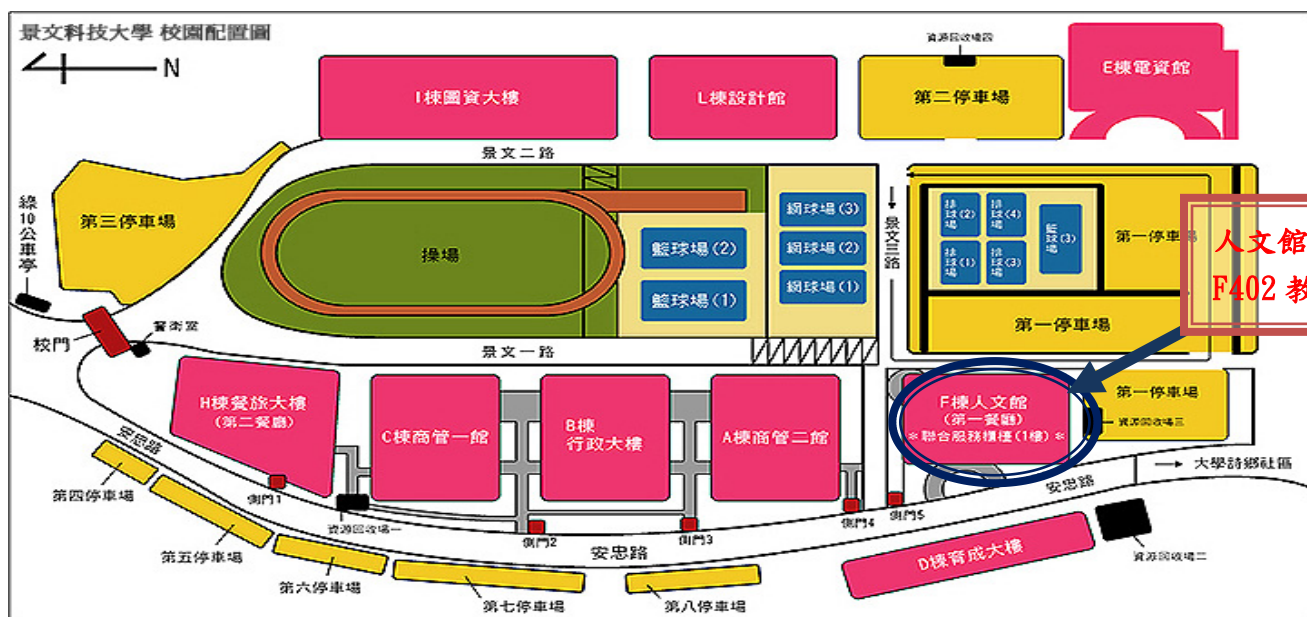 景文科技大學 校園配置圖
N
資源回收場四
I棟圖資大樓
L棟設計館
第二停車場
E棟電資館
景文二路
第三停車場
綠10公車亭
操場
籃球場(2)
籃球場(1)
網球場(3)
網球場(2)
網球場(1)
景文三路
排球場(2)
排球場(4)
籃球場(3)
排球場(1)
排球場(3)
第一停車場
人文館
F402 教
第一停車場
校門
警衛室
景文一路
H棟餐旅大樓
(第二餐廳)
C棟商管一館
B棟
行政大樓
A棟商管二館
F棟人文館
(第一餐廳)
*聯合服務櫃檯(1樓)*
第一停車場
資源回收場三
大學詩鄉社區
安忠路
安忠路
側門1
資源回收場一
側門2
側門3
側門4
側門5
安忠路
第四停車場
第五停車場
第六停車場
第七停車場
第八停車場
D棟育成大樓
資源回收場二